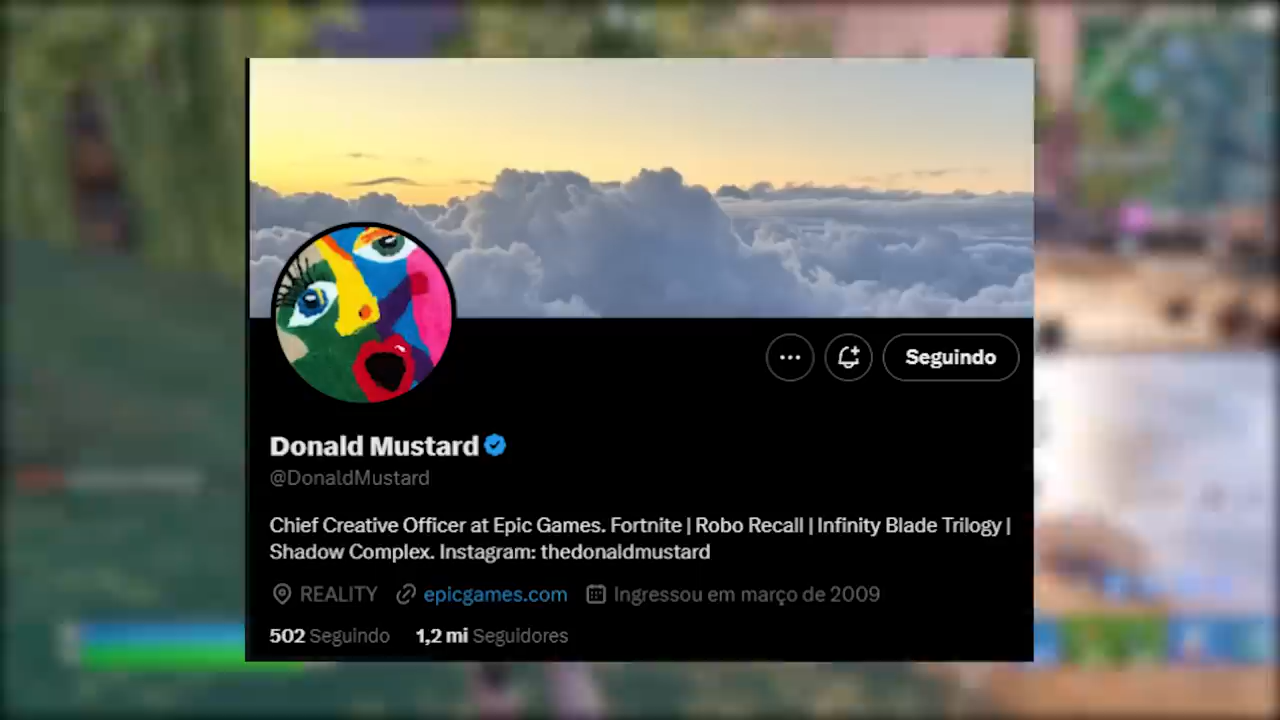 Seguindo
Donald Mustard
@DonaldMustard
Chief Creative Officer at Epic Games. Fortnite | Robo Recall | Infinity Blade Trilogy |
Shadow Complex. Instagram: thedonaldmustard
REALITY epicgames.com Ingressou em março de 2009
502 Seguindo 1,2 mi Seguidores